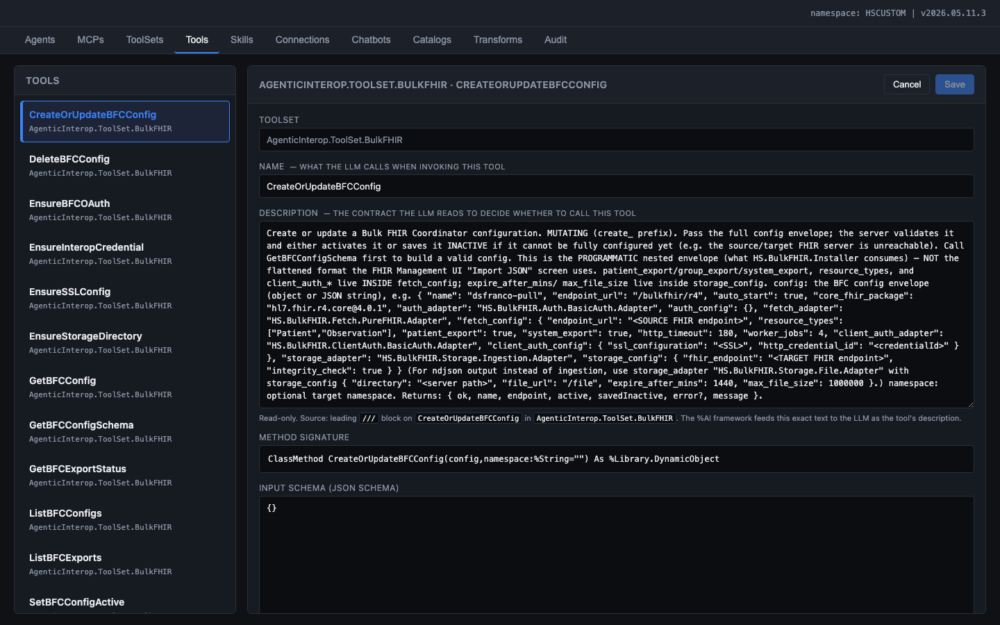 namespace: HSCUSTOM | v2026.05.11.3
Agents MCPs ToolSets Tools Skills Connections Chatbots Catalogs Transforms Audit
TOOLS
CreateOrUpdateBFCConfig
AgenticInterop.ToolSet.BulkFHIR
DeleteBFCConfig
AgenticInterop.ToolSet.BulkFHIR
EnsureBFCOAuth
AgenticInterop.ToolSet.BulkFHIR
EnsureInteropCredential
AgenticInterop.ToolSet.BulkFHIR
EnsureSSLConfig
AgenticInterop.ToolSet.BulkFHIR
EnsureStorageDirectory
AgenticInterop.ToolSet.BulkFHIR
GetBFCConfig
AgenticInterop.ToolSet.BulkFHIR
GetBFCConfigSchema
AgenticInterop.ToolSet.BulkFHIR
GetBFCExportStatus
AgenticInterop.ToolSet.BulkFHIR
ListBFCConfigs
AgenticInterop.ToolSet.BulkFHIR
ListBFCExports
AgenticInterop.ToolSet.BulkFHIR
SetBFCConfigActive
AGENTICINTEROP.TOOLSET.BULKFHIR · CREATEORUPDATEBFCCONFIG
Cancel Save
TOOLSET
AgenticInterop.ToolSet.BulkFHIR
NAME — WHAT THE LLM CALLS WHEN INVOKING THIS TOOL
CreateOrUpdateBFCConfig
DESCRIPTION — THE CONTRACT THE LLM READS TO DECIDE WHETHER TO CALL THIS TOOL
Create or update a Bulk FHIR Coordinator configuration. MUTATING (create_ prefix). Pass the full config envelope; the server validates it
and either activates it or saves it INACTIVE if it cannot be fully configured yet (e.g. the source/target FHIR server is unreachable). Call
GetBFCConfigSchema first to build a valid config. This is the PROGRAMMATIC nested envelope (what HS.BulkFHIR.Installer consumes) — NOT the
flattened format the FHIR Management UI "Import JSON" screen uses. patient_export/group_export/system_export, resource_types, and
client_auth_* live INSIDE fetch_config; expire_after_mins/ max_file_size live inside storage_config. config: the BFC config envelope
(object or JSON string), e.g. { "name": "dsfranco-pull", "endpoint_url": "/bulkfhir/r4", "auto_start": true, "core_fhir_package":
"hl7.fhir.r4.core@4.0.1", "auth_adapter": "HS.BulkFHIR.Auth.BasicAuth.Adapter", "auth_config": {}, "fetch_adapter":
"HS.BulkFHIR.Fetch.PureFHIR.Adapter", "fetch_config": { "endpoint_url": "<SOURCE FHIR endpoint>", "resource_types":
["Patient","Observation"], "patient_export": true, "system_export": true, "http_timeout": 180, "worker_jobs": 4, "client_auth_adapter":
"HS.BulkFHIR.ClientAuth.BasicAuth.Adapter", "client_auth_config": { "ssl_configuration": "<SSL>", "http_credential_id": "<credentialId>" }
}, "storage_adapter": "HS.BulkFHIR.Storage.Ingestion.Adapter", "storage_config": { "fhir_endpoint": "<TARGET FHIR endpoint>",
"integrity_check": true } } (For ndjson output instead of ingestion, use storage_adapter "HS.BulkFHIR.Storage.File.Adapter" with
storage_config { "directory": "<server path>", "file_url": "/file", "expire_after_mins": 1440, "max_file_size": 1000000 }.) namespace:
optional target namespace. Returns: { ok, name, endpoint, active, savedInactive, error?, message }.
Read-only. Source: leading /// block on CreateOrUpdateBFCConfig in AgenticInterop.ToolSet.BulkFHIR. The %AI framework feeds this exact text to the LLM as the tool's description.
METHOD SIGNATURE
ClassMethod CreateOrUpdateBFCConfig(config,namespace:%String="") As %Library.DynamicObject
INPUT SCHEMA (JSON SCHEMA)
{}